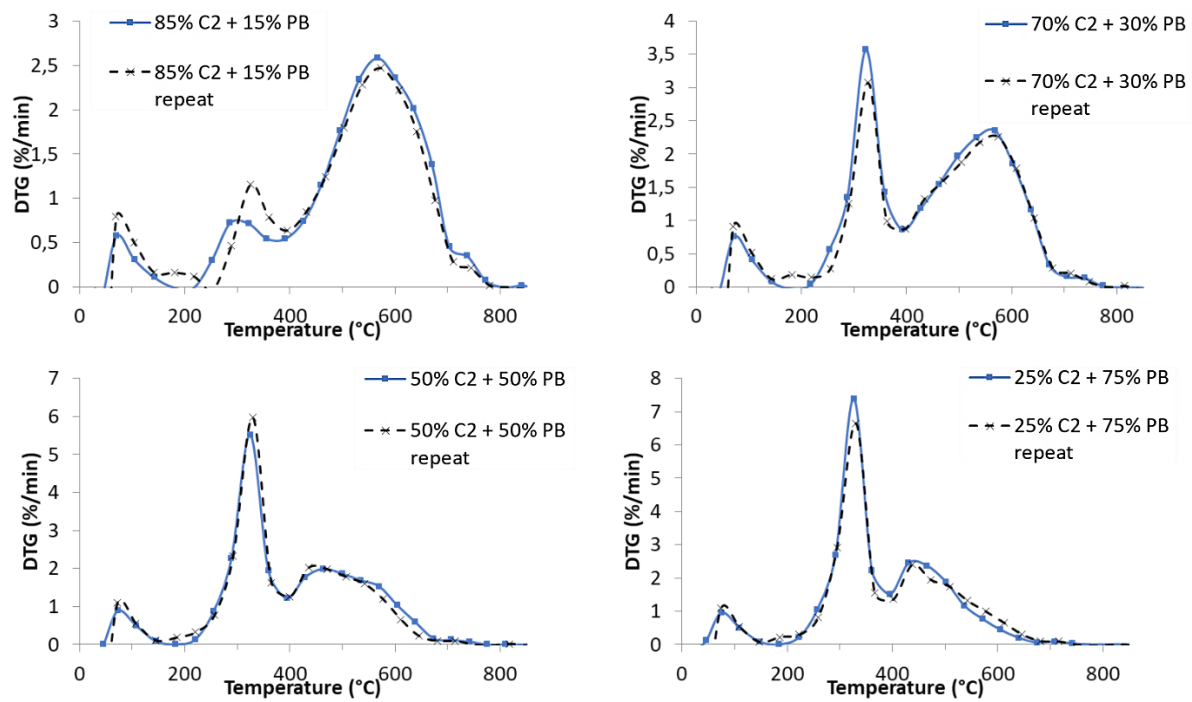 3
2,5
2
1,5
1
0,5
0
DTG (%/min)
85% C2 + 15% PB
85% C2 + 15% PB
repeat
0 200 400 600 800
Temperature (°C)
4
3,5
3
2,5
2
1,5
1
0,5
0
DTG (%/min)
70% C2 + 30% PB
70% C2 + 30% PB
repeat
0 200 400 600 800
Temperature (°C)
7
6
5
4
3
2
1
0
DTG (%/min)
50% C2 + 50% PB
50% C2 + 50% PB
repeat
0 200 400 600 800
Temperature (°C)
8
7
6
5
4
3
2
1
0
DTG (%/min)
25% C2 + 75% PB
25% C2 + 75% PB
repeat
0 200 400 600 800
Temperature (°C)